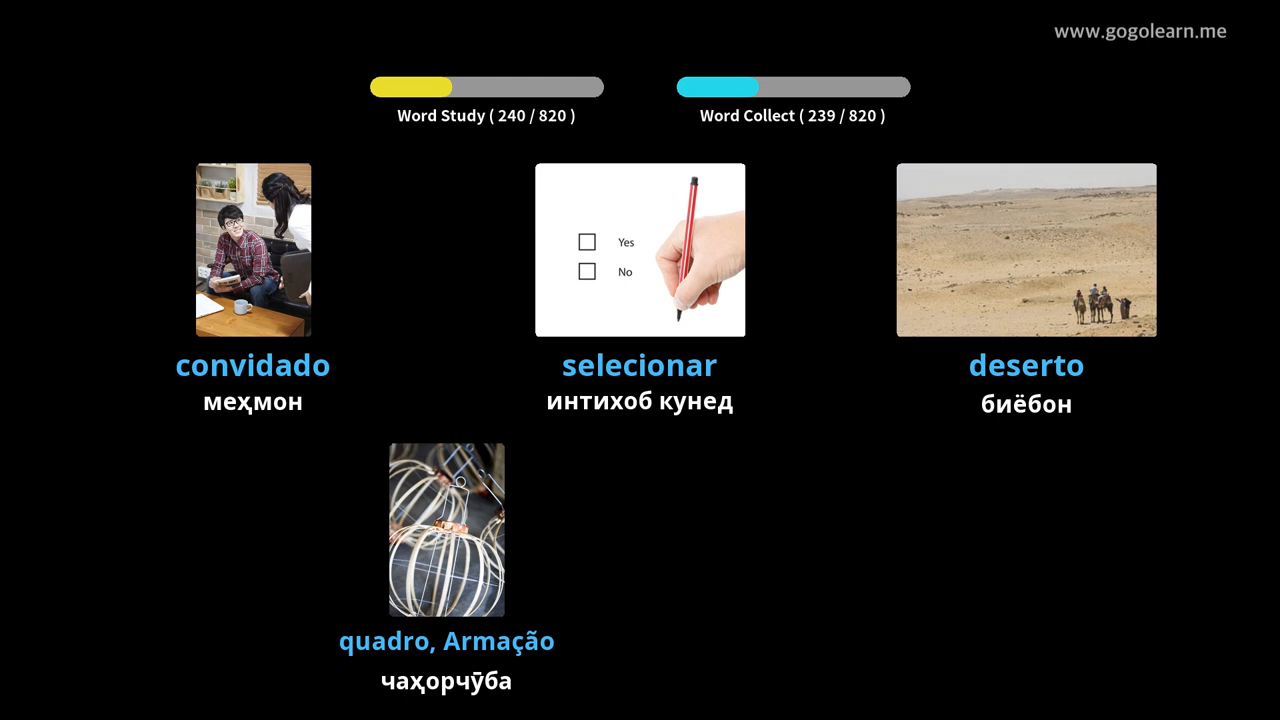 www.gogolearn.me
Word Study ( 240 / 820 )
Word Collect ( 239 / 820 )
Yes
No
convidado
меҳмон
selecionar
интихоб кунед
deserto
биёбон
quadro, Armação
чаҳорчӯба